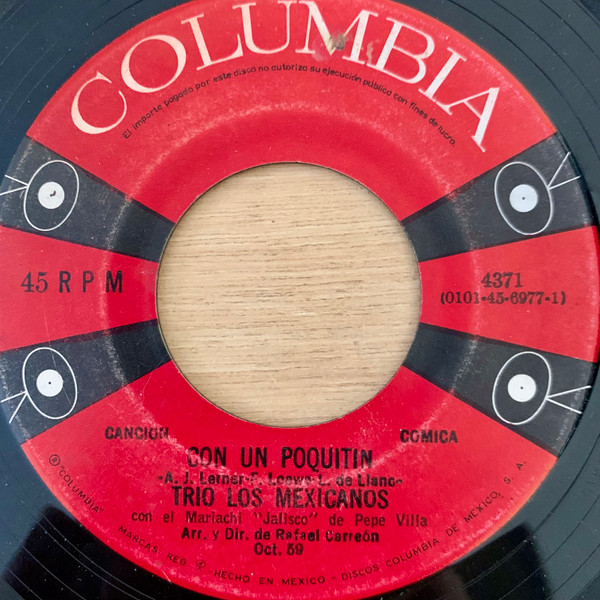 COLUMBIA
El importe pagado por este disco no autoriza su ejecución pública con fines de lucro.
45 RPM
4371
(0101-45-6977-1)
CANCION
COMICA
CON UN POQUITIN
-A. J. Lerner-F. Loewe-L. de Llano-
TRIO LOS MEXICANOS
con el Mariachi "Jalisco" de Pepe Villa
Arr. y Dir. de Rafael Carreón
Oct. 59
® "COLUMBIA" MARCAS REG Ⓟ HECHO EN MEXICO - DISCOS COLUMBIA DE MEXICO, S. A.